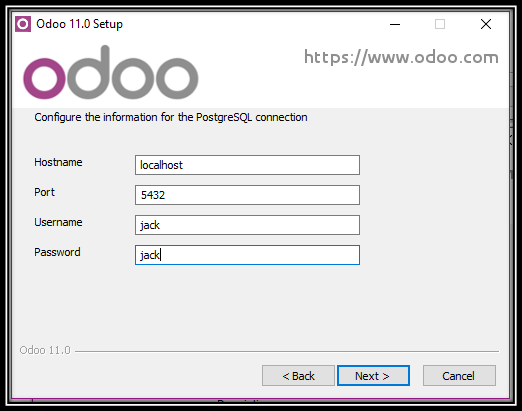 Odoo 11.0 Setup
odoo
https://www.odoo.com
Configure the information for the PostgreSQL connection
Hostname localhost
Port 5432
Username jack
Password jack
Odoo 11.0
< Back Next > Cancel